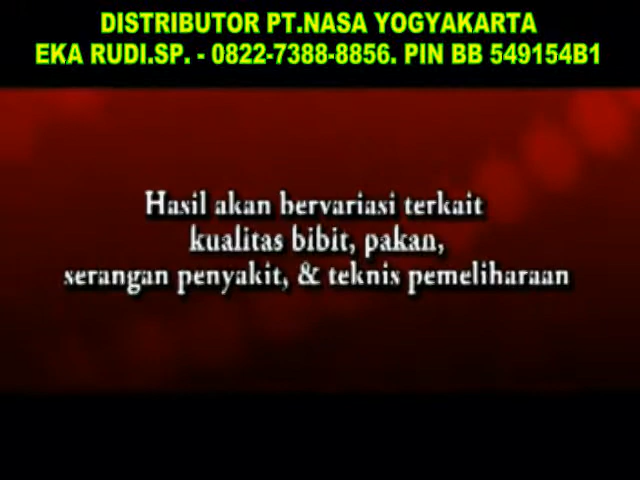 DISTRIBUTOR PT.NASA YOGYAKARTA
EKA RUDI.SP. - 0822-7388-8856. PIN BB 549154B1
Hasil akan bervariasi terkait
kualitas bibit, pakan,
serangan penyakit, & teknis pemeliharaan